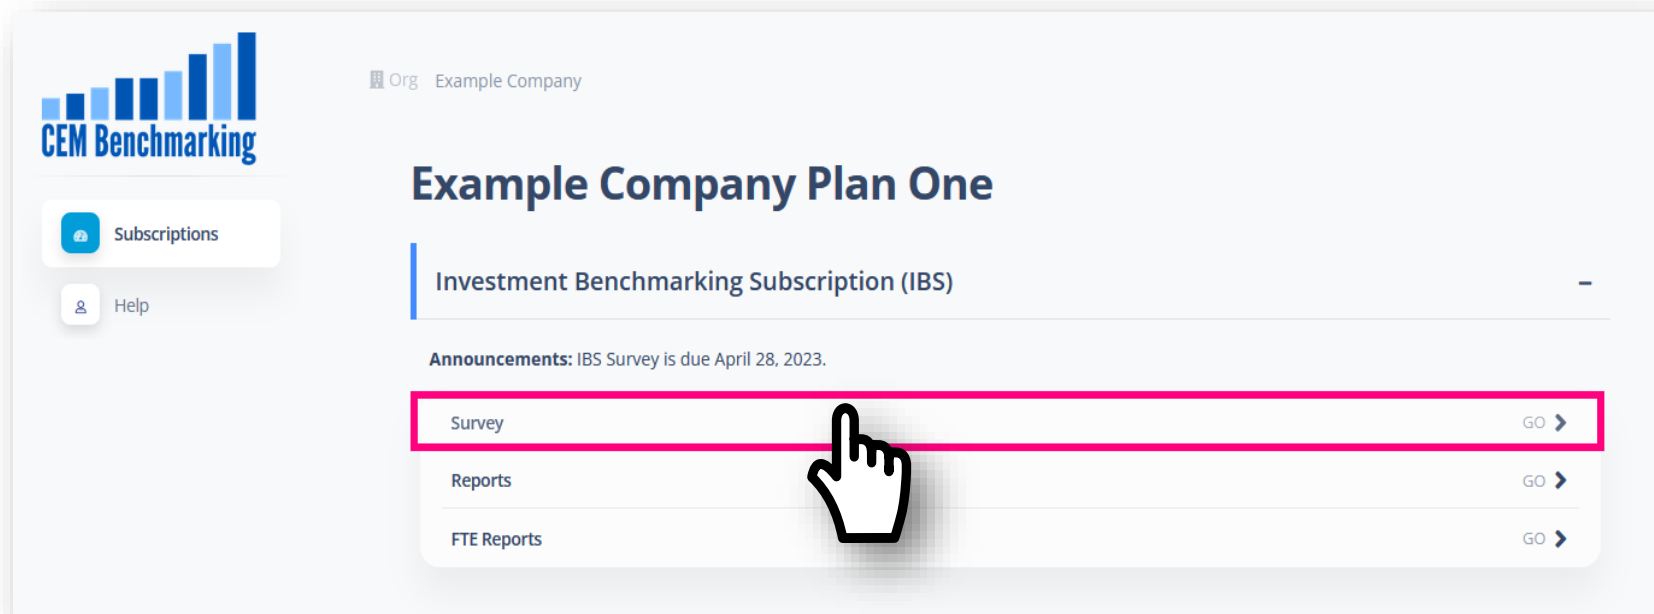 CEM Benchmarking
Org Example Company
Subscriptions
Help
Example Company Plan One
Investment Benchmarking Subscription (IBS)
Announcements: IBS Survey is due April 28, 2023.
Survey GO
Reports GO
FTE Reports GO